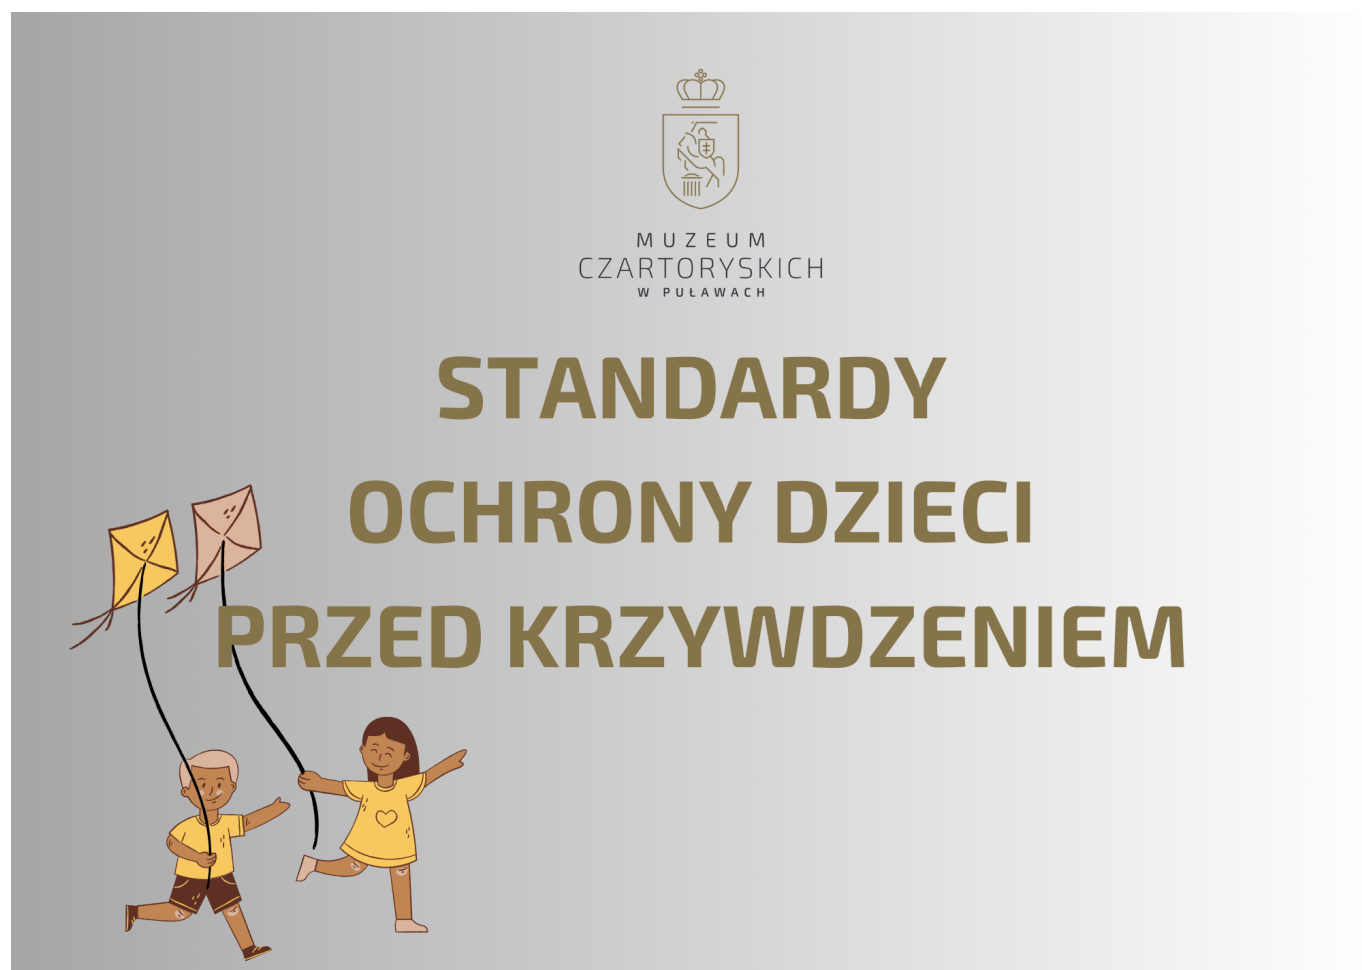 MUZEUM
CZARTORYSKICH
W PUŁAWACH
STANDARDY
OCHRONY DZIECI
PRZED KRZYWDZENIEM